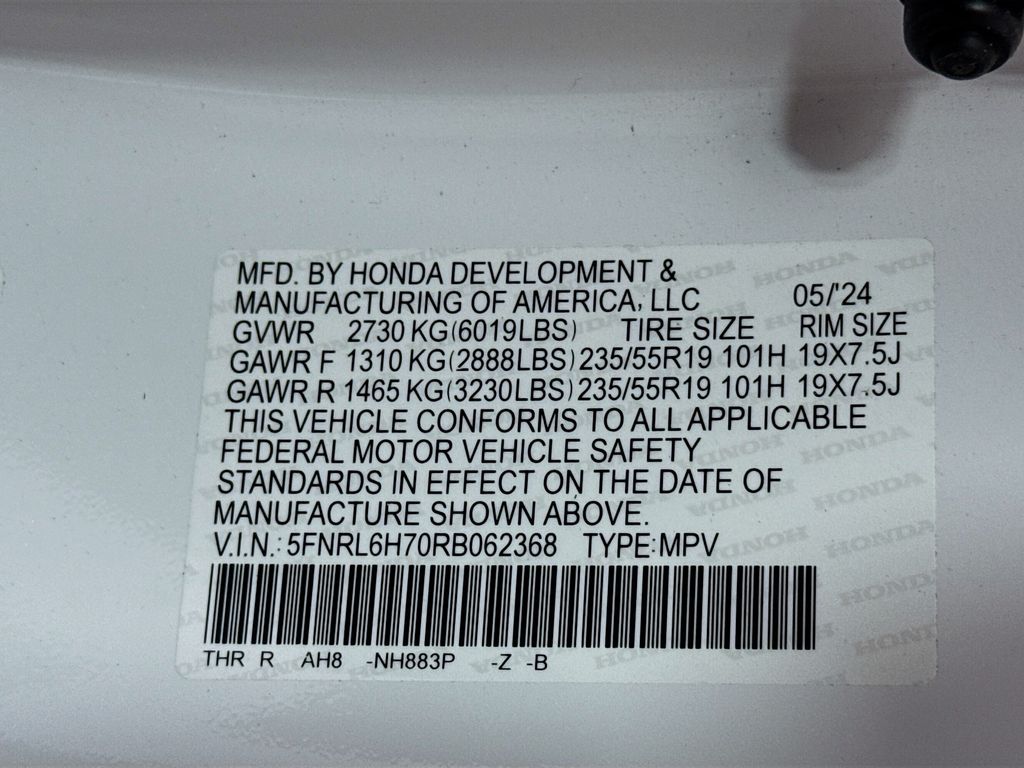 MFD. BY HONDA DEVELOPMENT &
MANUFACTURING OF AMERICA, LLC 05/'24
GVWR 2730 KG(6019LBS) TIRE SIZE RIM SIZE
GAWR F 1310 KG(2888LBS) 235/55R19 101H 19X7.5J
GAWR R 1465 KG(3230LBS) 235/55R19 101H 19X7.5J
THIS VEHICLE CONFORMS TO ALL APPLICABLE
FEDERAL MOTOR VEHICLE SAFETY
STANDARDS IN EFFECT ON THE DATE OF
MANUFACTURE SHOWN ABOVE.
V.I.N.: 5FNRL6H70RB062368 TYPE: MPV
THR R AH8 -NH883P -Z -B